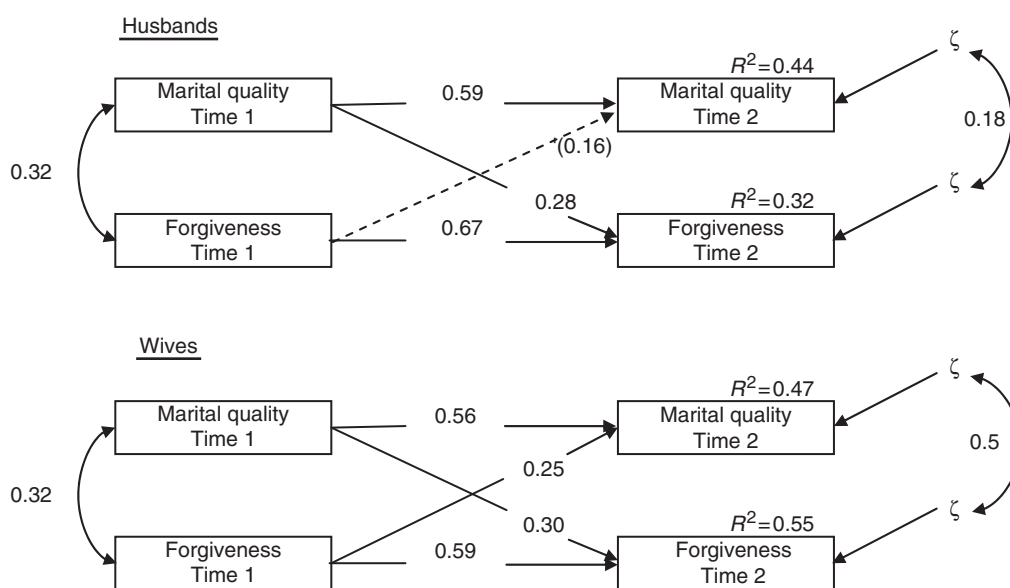 Husbands
R²=0.44
ζ
Marital quality
Time 1
0.59
Marital quality
Time 2
0.18
(0.16)
0.32
R²=0.32
ζ
Forgiveness
Time 1
0.28
0.67
Forgiveness
Time 2
Wives
R²=0.47
ζ
Marital quality
Time 1
0.56
Marital quality
Time 2
0.5
0.25
0.32
R²=0.55
ζ
0.30
Forgiveness
Time 1
0.59
Forgiveness
Time 2